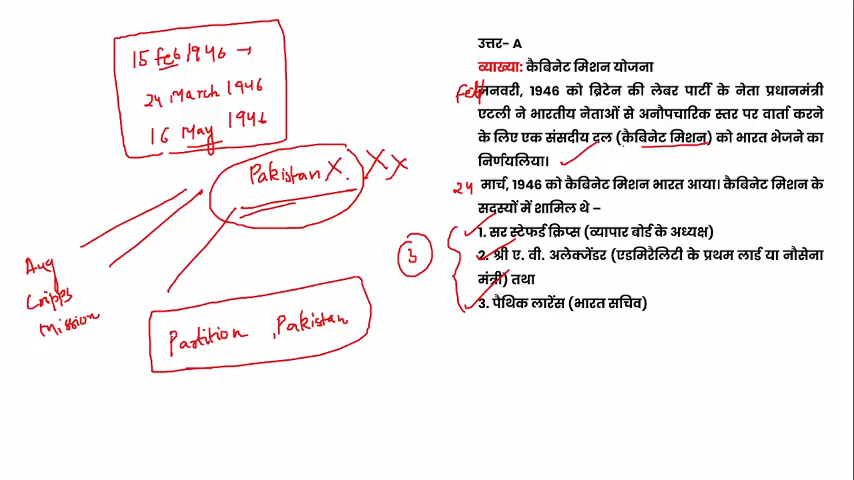 15 Feb 1946 →
24 March 1946
16 May 1946
Pakistan X. X X
Aug
Cripps
mission
Partition , Pakistan
3
उत्तर- A
व्याख्या: कैबिनेट मिशन योजना
Feb
जनवरी, 1946 को ब्रिटेन की लेबर पार्टी के नेता प्रधानमंत्री
एटली ने भारतीय नेताओं से अनौपचारिक स्तर पर वार्ता करने
के लिए एक संसदीय दल (कैबिनेट मिशन) को भारत भेजने का
निर्णयलिया।
24 मार्च, 1946 को कैबिनेट मिशन भारत आया। कैबिनेट मिशन के
सदस्यों में शामिल थे –
1. सर स्टेफर्ड क्रिप्स (व्यापार बोर्ड के अध्यक्ष)
2. श्री ए. वी. अलेक्जेंडर (एडमिरैलिटी के प्रथम लार्ड या नौसेना
मंत्री) तथा
3. पैथिक लारेंस (भारत सचिव)